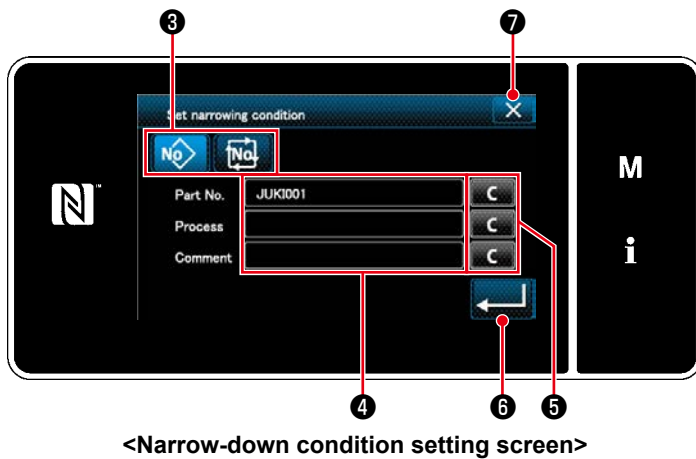 ❸ ❼
Set narrowing condition
No No
Part No. JUKI001 C
Process C
Comment C
M
i
N™
❹ ❻ ❺
<Narrow-down condition setting screen>